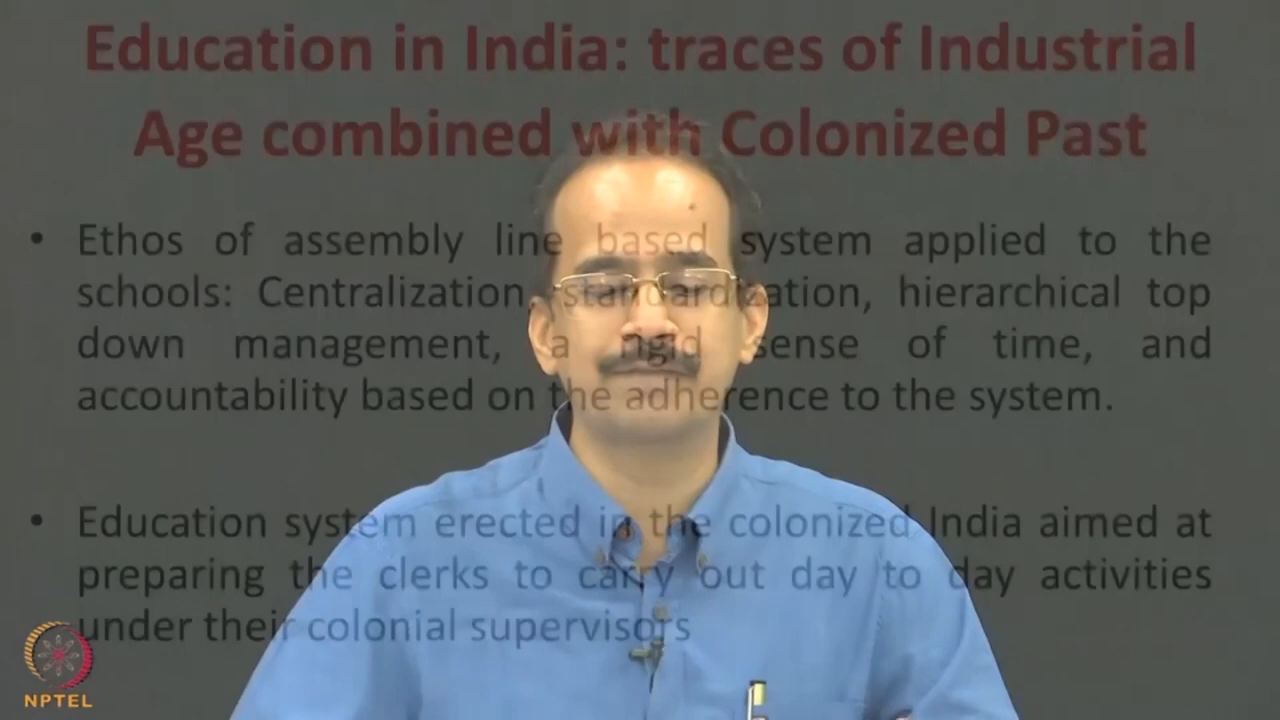 Education in India: traces of Industrial
Age combined with Colonized Past
• Ethos of assembly line based system applied to the
schools: Centralization, standardization, hierarchical top
down management, a rigid sense of time, and
accountability based on the adherence to the system.
• Education system erected in the colonized India aimed at
preparing the clerks to carry out day to day activities
under their colonial supervisors
NPTEL